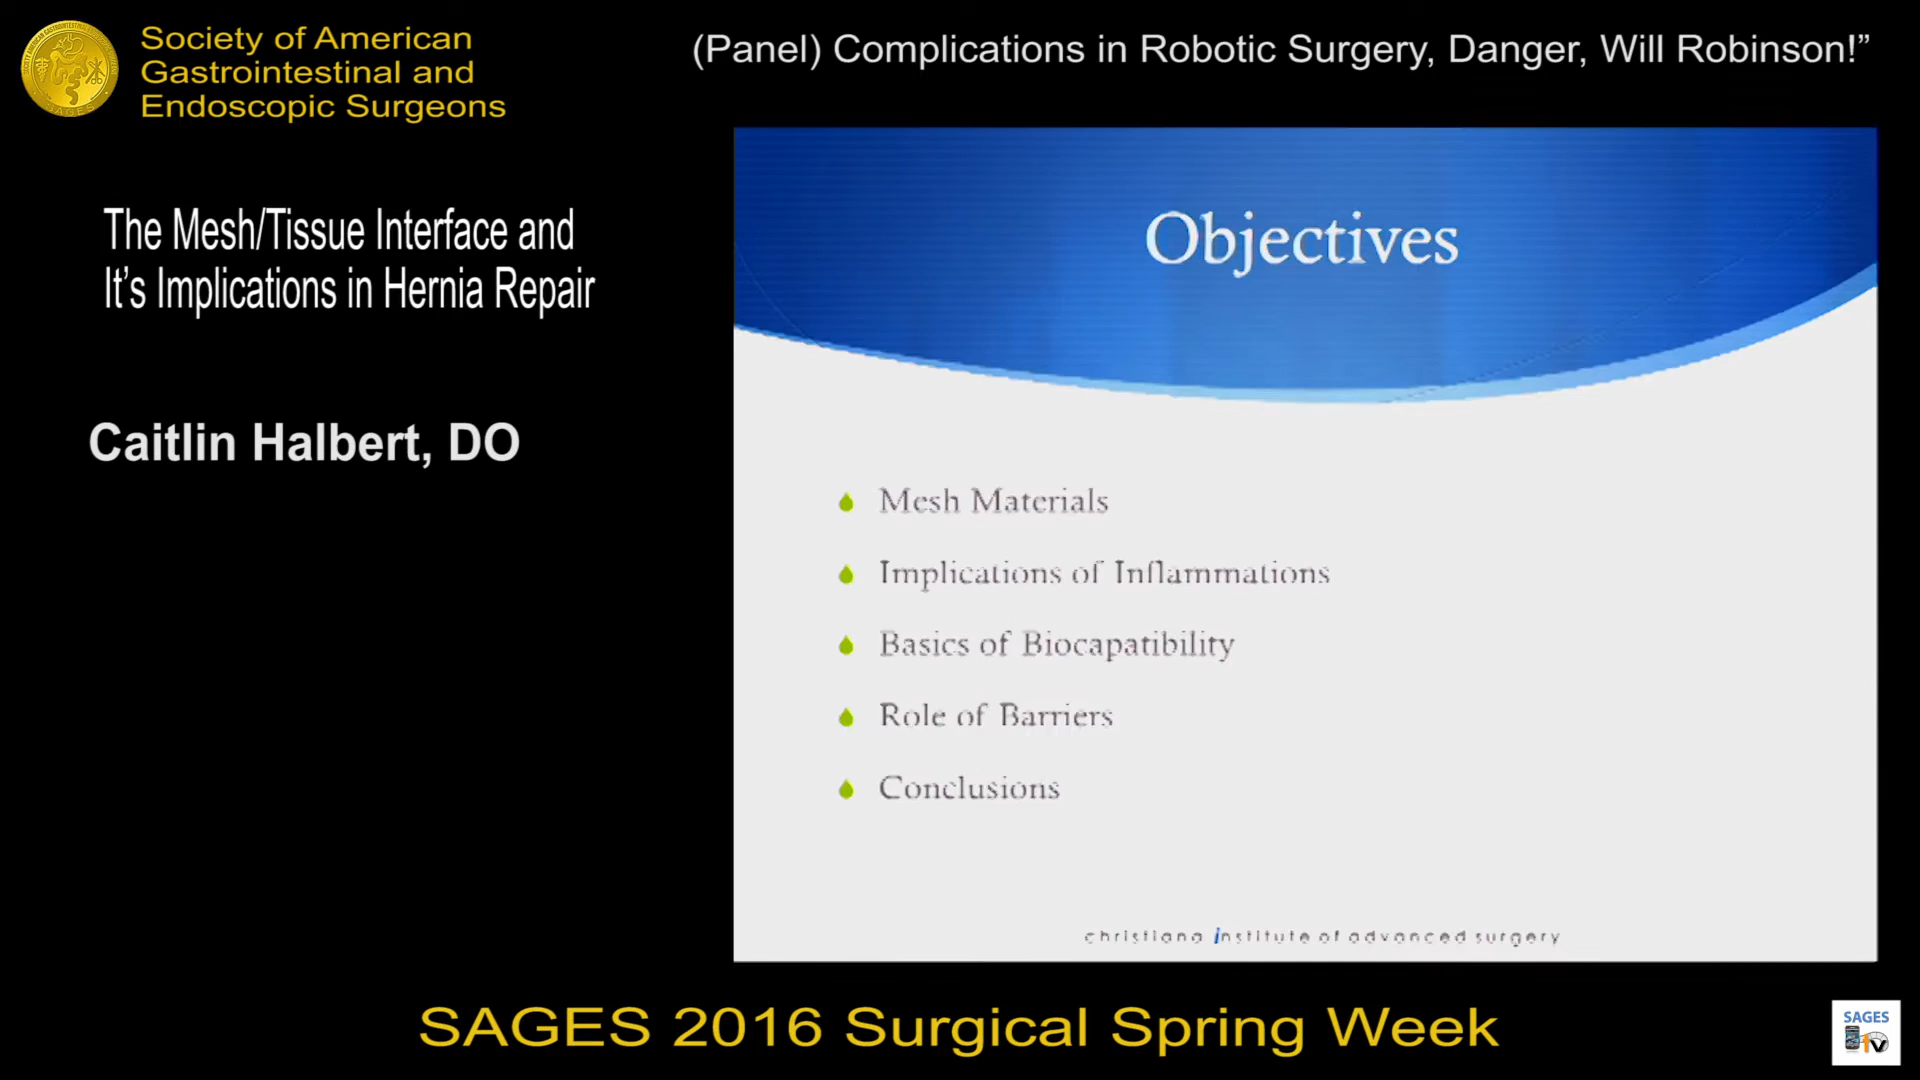 Society of American
Gastrointestinal and
Endoscopic Surgeons
(Panel) Complications in Robotic Surgery, Danger, Will Robinson!”
The Mesh/Tissue Interface and
It’s Implications in Hernia Repair
Caitlin Halbert, DO
Objectives
Mesh Materials
Implications of Inflammations
Basics of Biocapatibility
Role of Barriers
Conclusions
christiana institute of advanced surgery
SAGES 2016 Surgical Spring Week
SAGES
TV